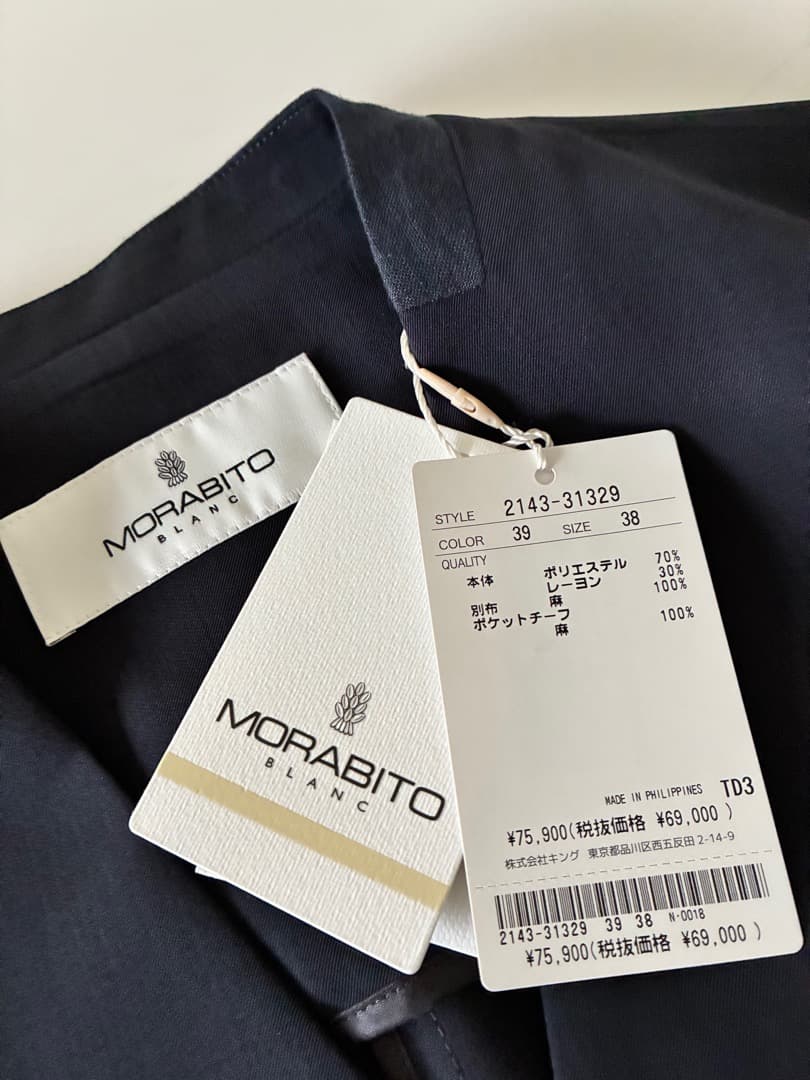 MORABITO
BLANC
MORABITO
BLANC
STYLE 2143-31329
COLOR 39 SIZE 38
QUALITY
本体 ポリエステル 70%
レーヨン 30%
別布 麻 100%
ポケットチーフ
麻 100%
MADE IN PHILIPPINES TD3
¥75,900(税抜価格 ¥69,000 )
株式会社キング 東京都品川区西五反田2-14-9
2143-31329 39 38 N-0018
¥75,900(税抜価格 ¥69,000 )